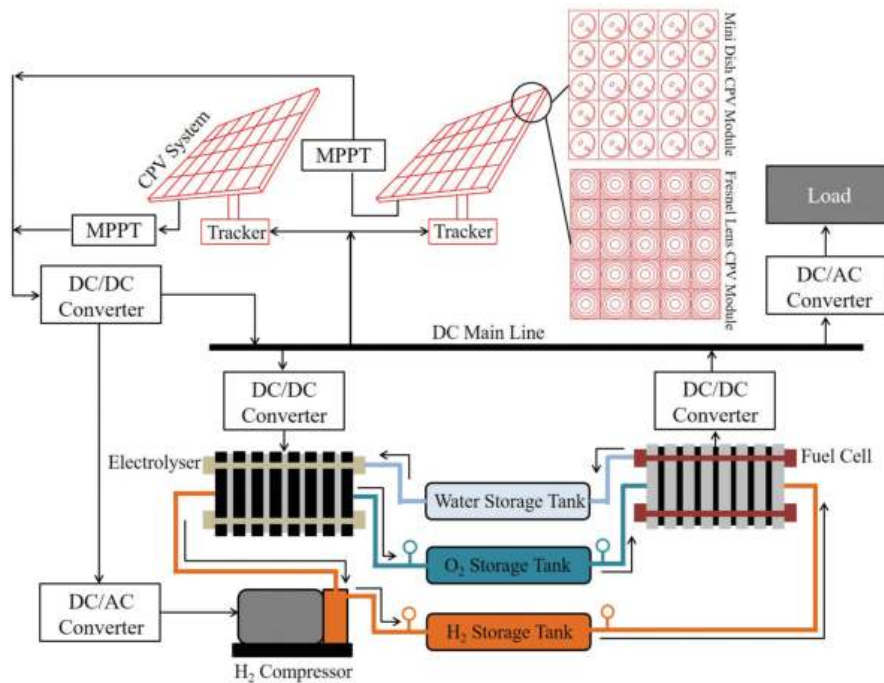 Mini Dish CPV Module
Fresnel Lens CPV Module
CPV System
MPPT
MPPT
Tracker
Tracker
Load
DC/DC
Converter
DC/AC
Converter
DC Main Line
DC/DC
Converter
DC/DC
Converter
Electrolyser
Fuel Cell
Water Storage Tank
O₂ Storage Tank
H₂ Storage Tank
DC/AC
Converter
H₂ Compressor